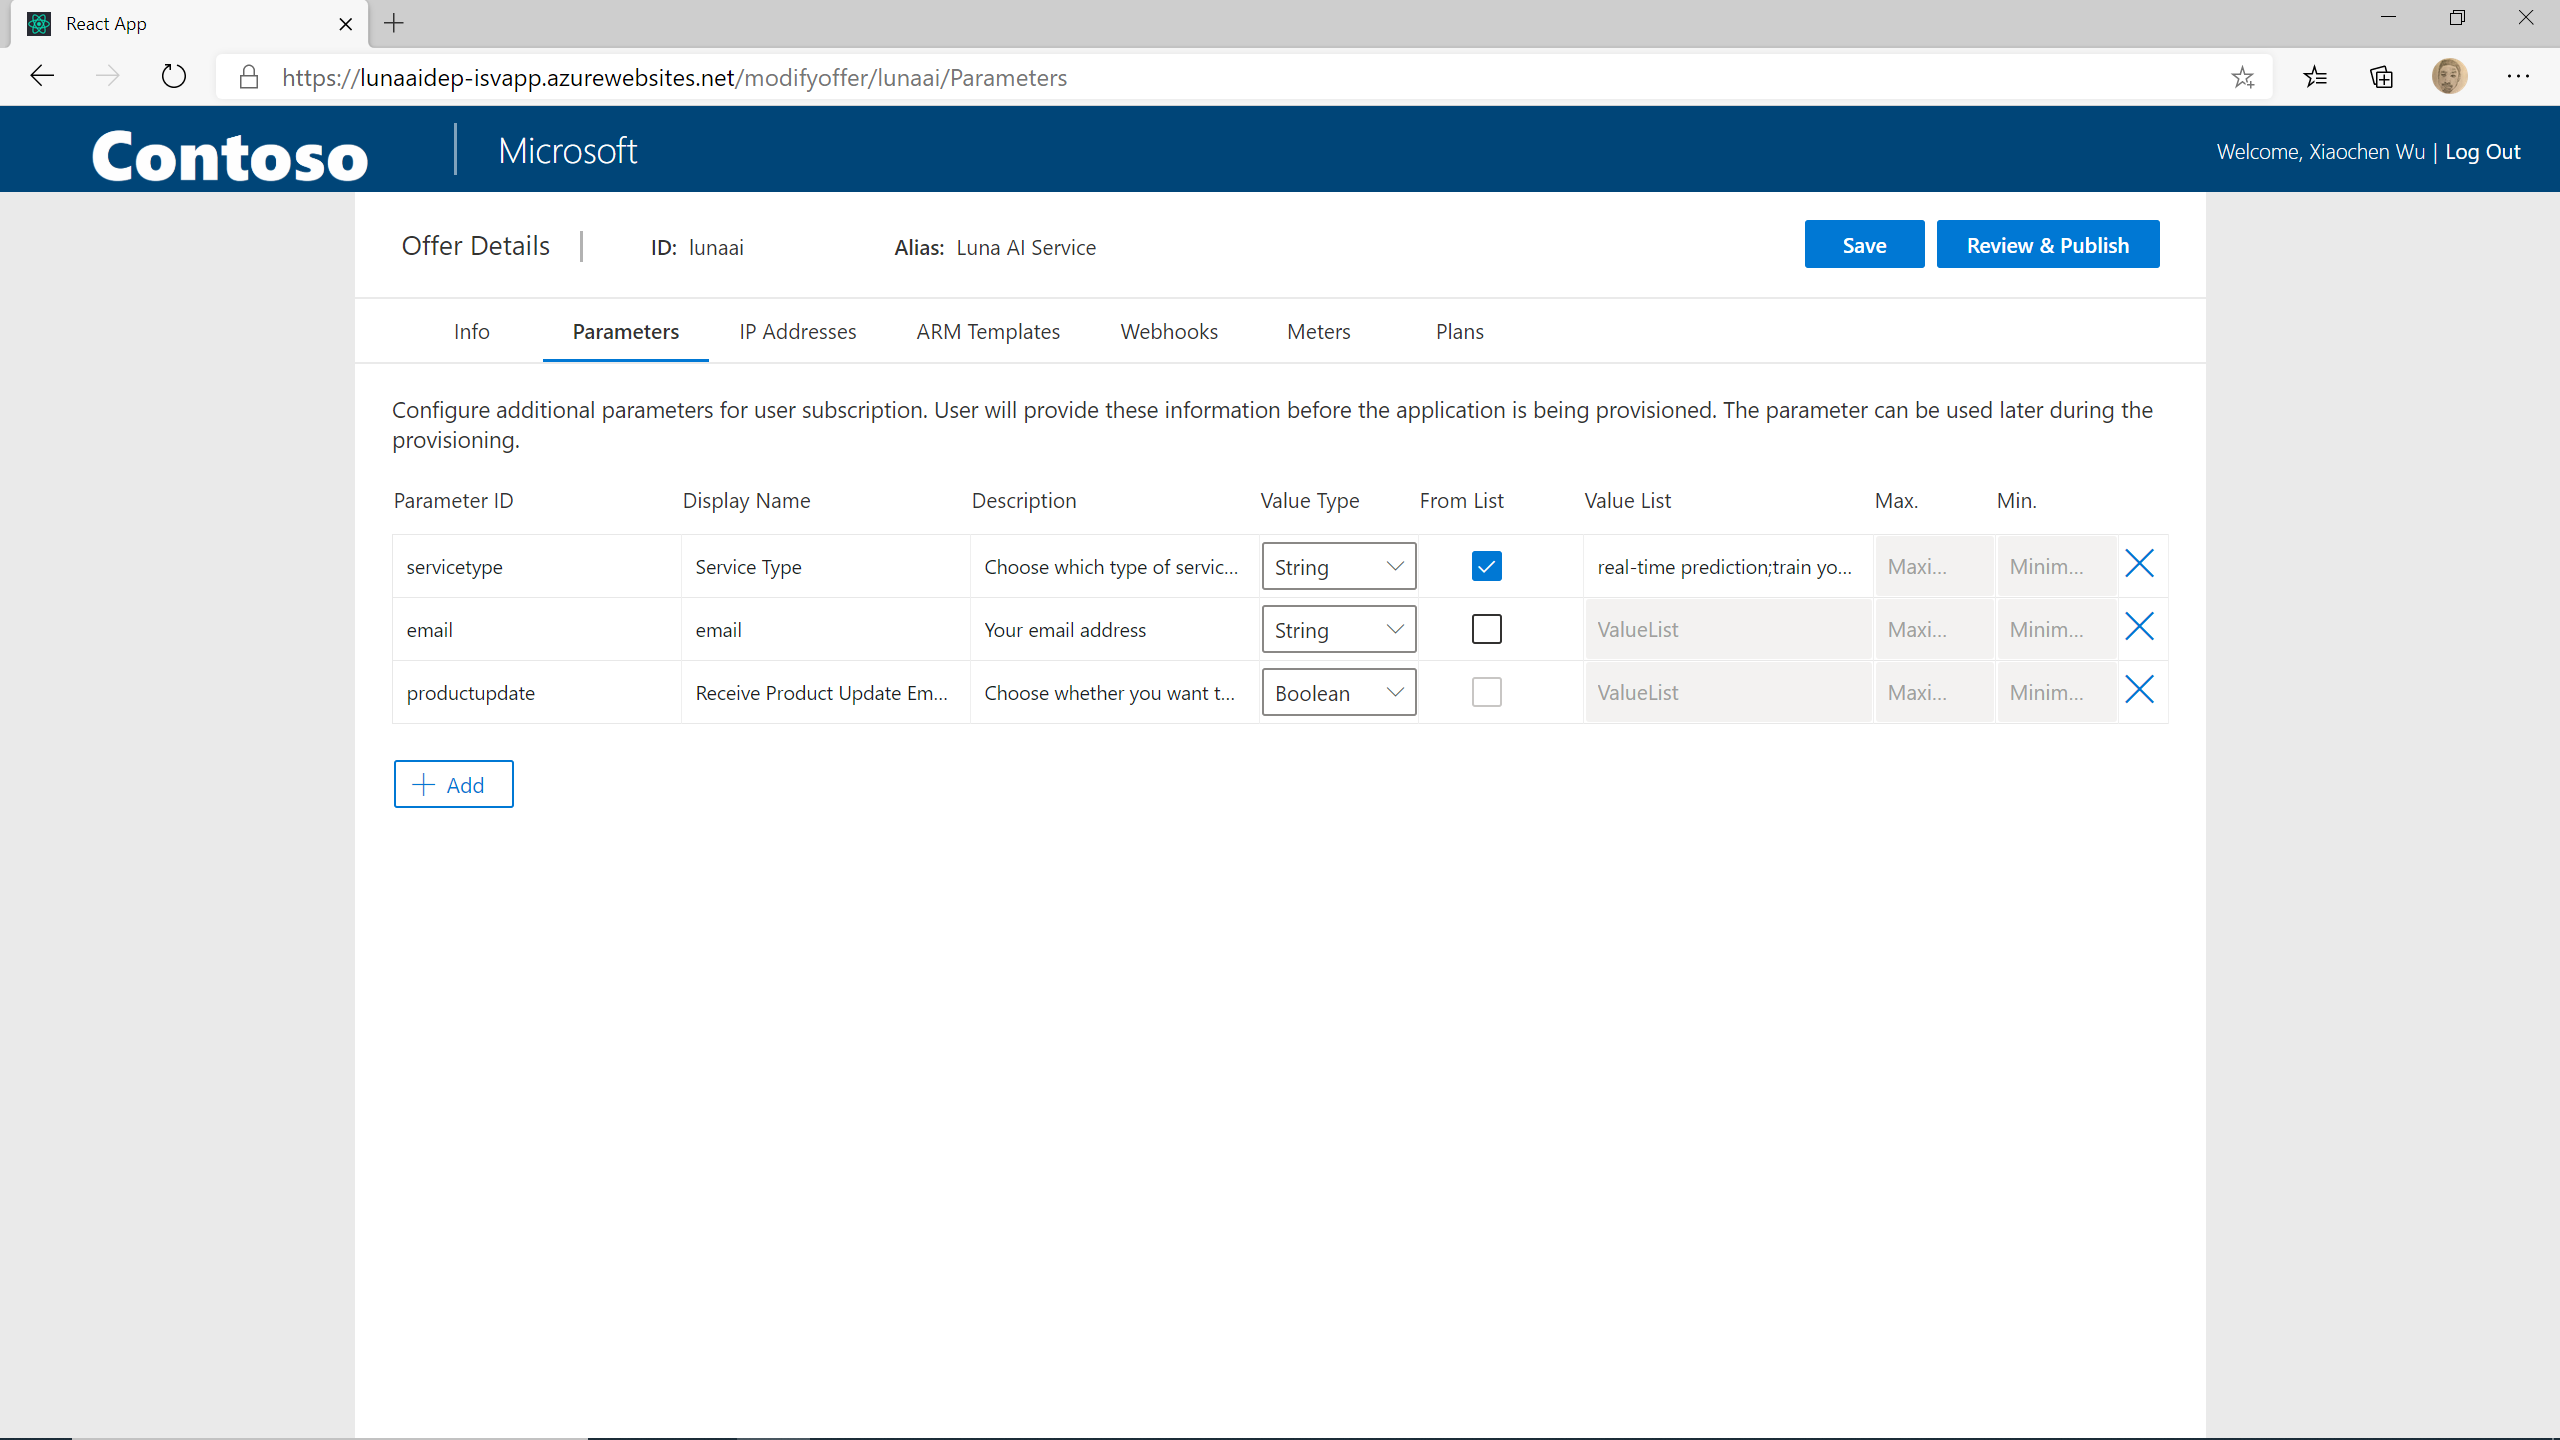 React App
https://lunaaidep-isvapp.azurewebsites.net/modifyoffer/lunaai/Parameters
Contoso Microsoft Welcome, Xiaochen Wu | Log Out
Offer Details ID: lunaai Alias: Luna AI Service Save Review & Publish
Info Parameters IP Addresses ARM Templates Webhooks Meters Plans
Configure additional parameters for user subscription. User will provide these information before the application is being provisioned. The parameter can be used later during the
provisioning.
Parameter ID Display Name Description Value Type From List Value List Max. Min.
servicetype Service Type Choose which type of servic... String real-time prediction;train yo... Maxi... Minim...
email email Your email address String ValueList Maxi... Minim...
productupdate Receive Product Update Em... Choose whether you want t... Boolean ValueList Maxi... Minim...
Add